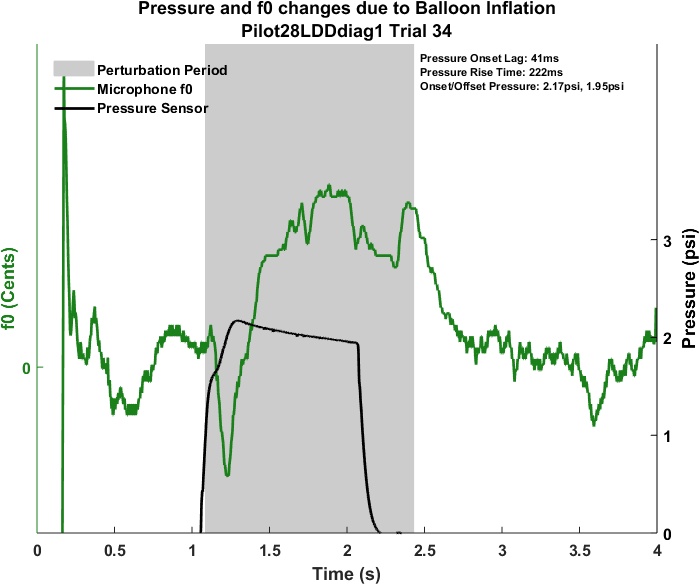 Pressure and f0 changes due to Balloon Inflation
Pilot28LDDdiag1 Trial 34
Perturbation Period
Microphone f0
Pressure Sensor
Pressure Onset Lag: 41ms
Pressure Rise Time: 222ms
Onset/Offset Pressure: 2.17psi, 1.95psi
f0 (Cents)
0
3
2
1
0
Pressure (psi)
0 0.5 1 1.5 2 2.5 3 3.5 4
Time (s)